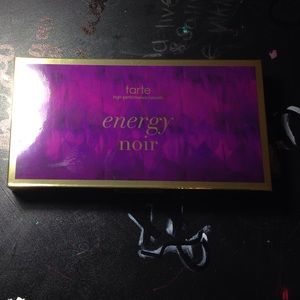 tarte
high-performance naturals
energy
noir